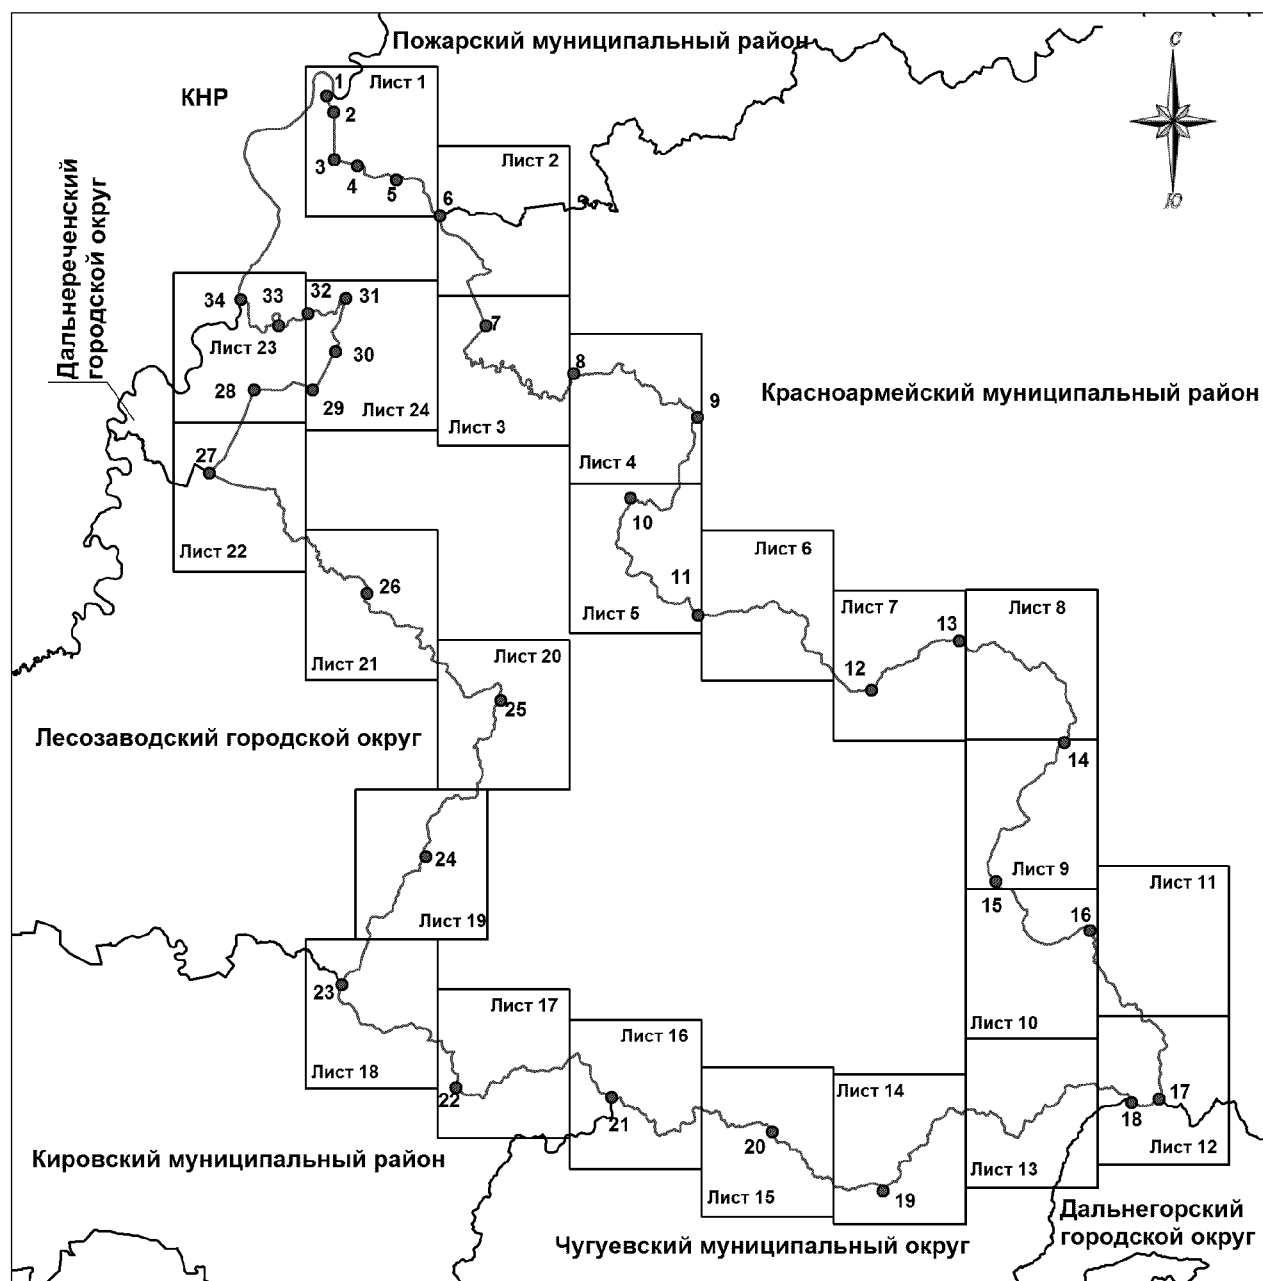 Пожарский муниципальный район
С
КНР
1
Лист 1
2
3
4
5
Лист 2
6
Ю
Дальнереченский
городской округ
34
33
32
31
7
Лист 23
30
8
28
29
Лист 24
Лист 3
9
Красноармейский муниципальный район
27
Лист 4
10
Лист 22
Лист 6
26
11
Лист 5
Лист 7
Лист 8
13
Лист 21
Лист 20
12
25
Лесозаводский городской округ
14
24
Лист 9
Лист 11
15
16
Лист 19
23
Лист 17
Лист 10
Лист 16
Лист 18
22
21
Лист 14
17
18
20
Лист 12
Лист 13
Кировский муниципальный район
Лист 15
19
Дальнегорский
городской округ
Чугуевский муниципальный округ